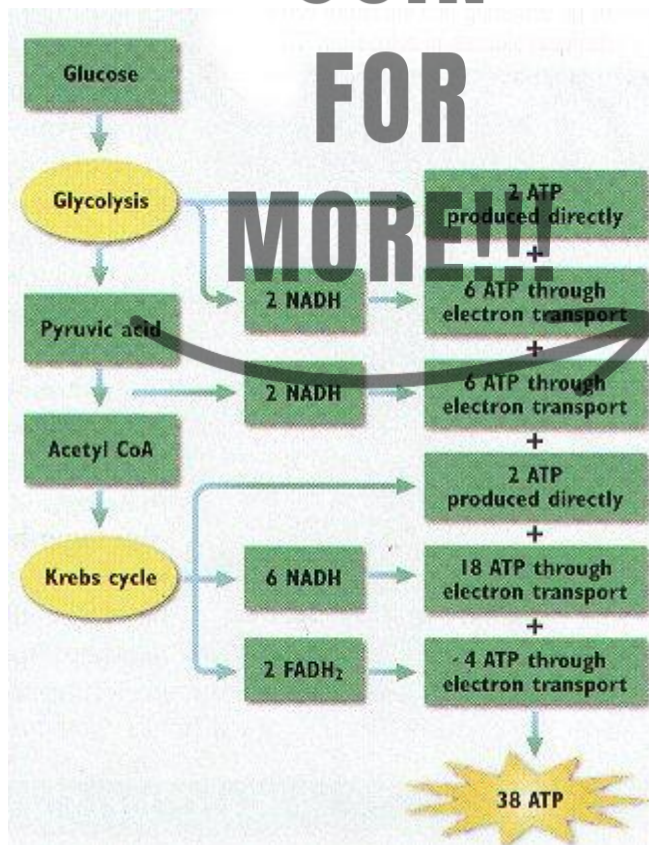 FOR
MORE!!!
Glucose
Glycolysis
2 ATP
produced directly
+
2 NADH
6 ATP through
electron transport
+
Pyruvic acid
2 NADH
6 ATP through
electron transport
+
Acetyl CoA
2 ATP
produced directly
+
Krebs cycle
6 NADH
18 ATP through
electron transport
+
2 FADH₂
4 ATP through
electron transport
38 ATP